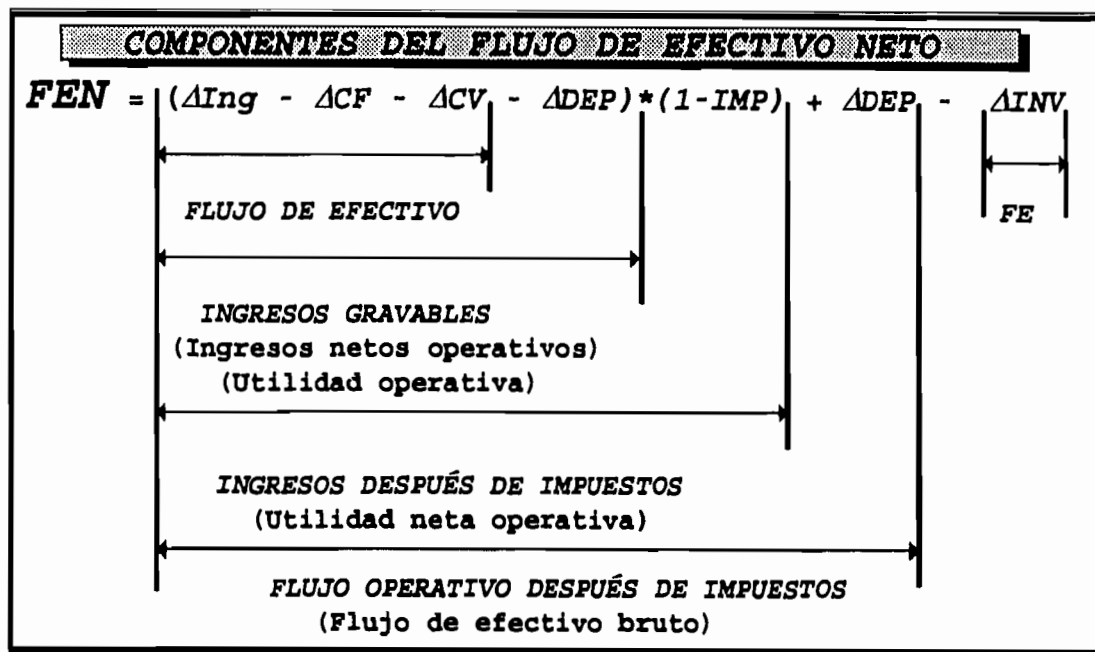 COMPONENTES DEL FLUJO DE EFECTIVO NETO
FEN = (ΔIng - ΔCF - ΔCV - ΔDEP)*(1-IMP) + ΔDEP - ΔINV
FLUJO DE EFECTIVO
FE
INGRESOS GRAVABLES
(Ingresos netos operativos)
(Utilidad operativa)
INGRESOS DESPUÉS DE IMPUESTOS
(Utilidad neta operativa)
FLUJO OPERATIVO DESPUÉS DE IMPUESTOS
(Flujo de efectivo bruto)